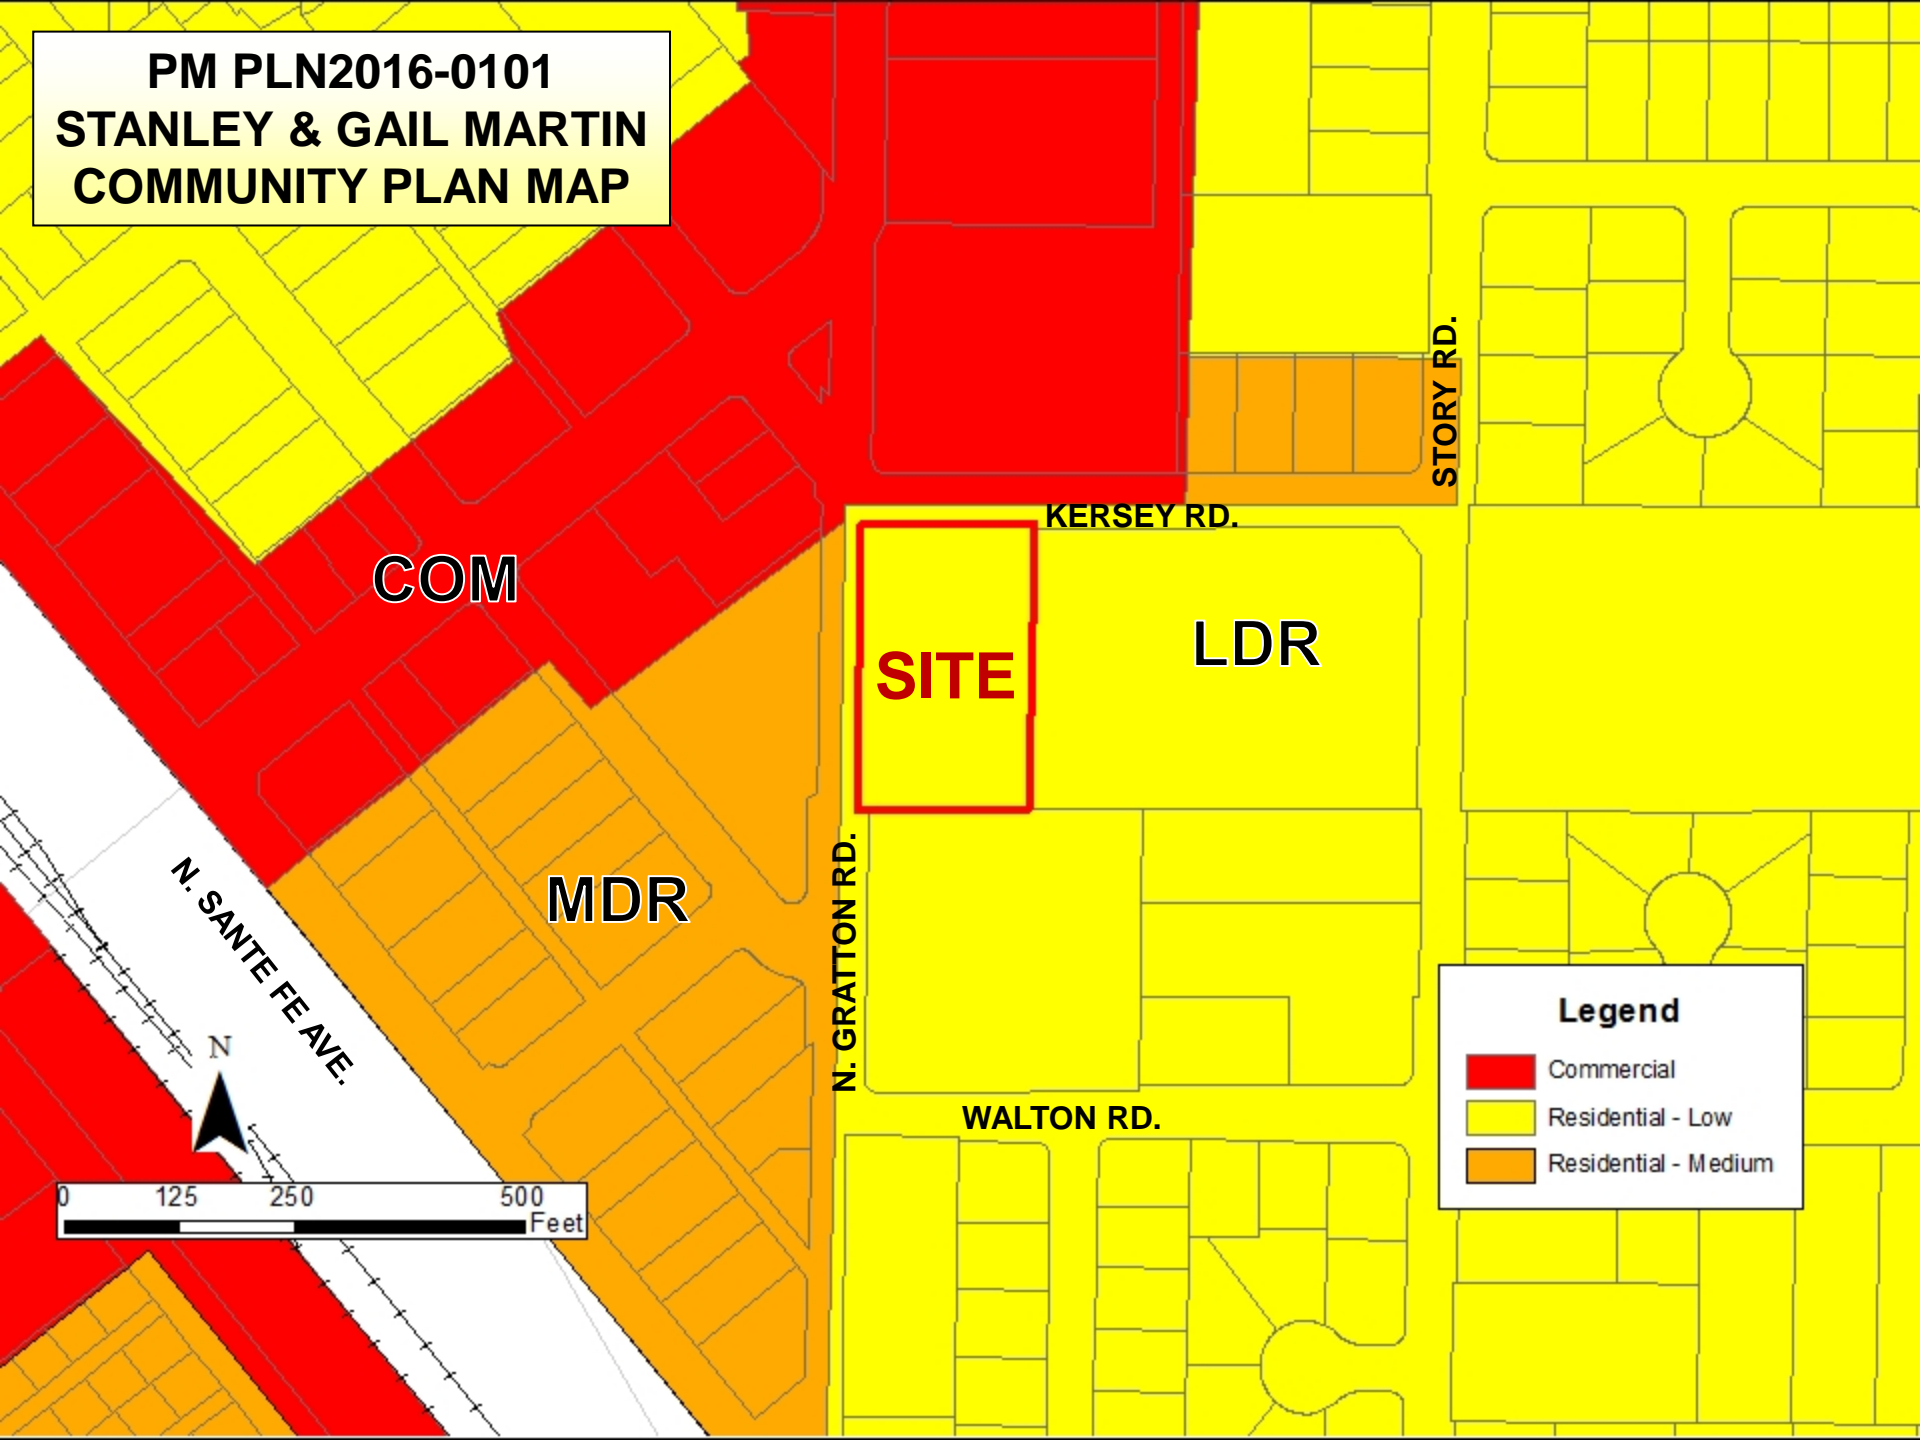 PM PLN2016-0101
STANLEY & GAIL MARTIN
COMMUNITY PLAN MAP
STORY RD.
KERSEY RD.
COM
LDR
SITE
MDR
N. GRATTON RD.
N. SANTE FE AVE.
WALTON RD.
N
0 125 250 500
Feet
Legend
Commercial
Residential - Low
Residential - Medium